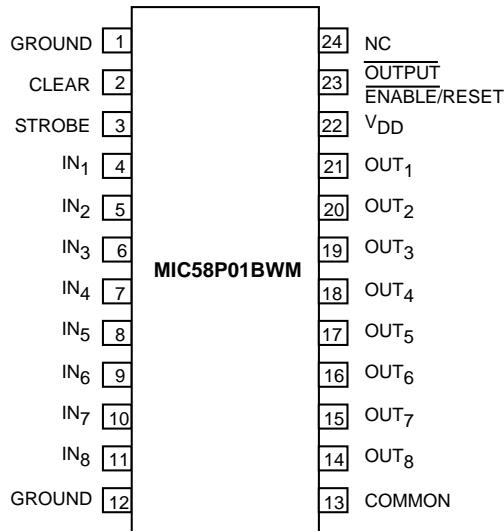 GROUND 1 24 NC
CLEAR 2 23 OUTPUT
ENABLE/RESET
STROBE 3 22 VDD
IN1 4 21 OUT1
IN2 5 20 OUT2
IN3 6 19 OUT3
MIC58P01BWM
IN4 7 18 OUT4
IN5 8 17 OUT5
IN6 9 16 OUT6
IN7 10 15 OUT7
IN8 11 14 OUT8
GROUND 12 13 COMMON